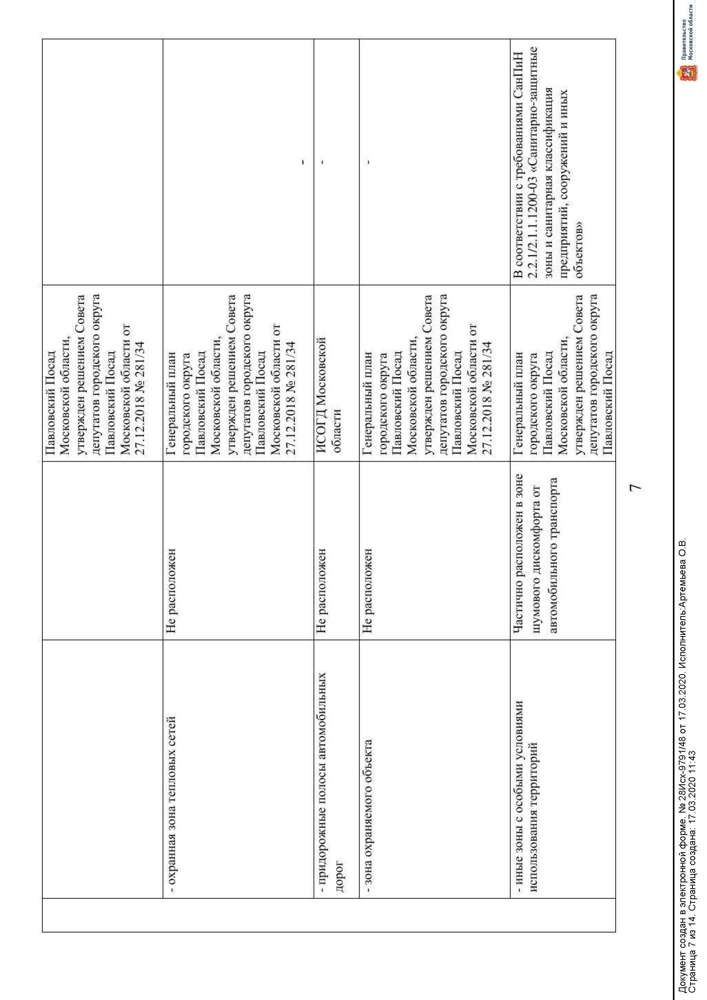 Павловский Посад
Московской области,
утвержден решением Совета
депутатов городского округа
Павловский Посад
Московской области от
27.12.2018 № 281/34
- охранная зона тепловых сетей
Не расположен
Генеральный план
городского округа
Павловский Посад
Московской области,
утвержден решением Совета
депутатов городского округа
Павловский Посад
Московской области от
27.12.2018 № 281/34
-
- придорожные полосы автомобильных
дорог
Не расположен
ИСОГД Московской
области
-
- зона охраняемого объекта
Не расположен
Генеральный план
городского округа
Павловский Посад
Московской области,
утвержден решением Совета
депутатов городского округа
Павловский Посад
Московской области от
27.12.2018 № 281/34
-
- иные зоны с особыми условиями
использования территорий
Частично расположен в зоне
шумового дискомфорта от
автомобильного транспорта
Генеральный план
городского округа
Павловский Посад
Московской области,
утвержден решением Совета
депутатов городского округа
Павловский Посад
В соответствии с требованиями СанПиН
2.2.1/2.1.1.1200-03 «Санитарно-защитные
зоны и санитарная классификация
предприятий, сооружений и иных
объектов»
7
Документ создан в электронной форме. № 28Исх-9791/48 от 17.03.2020. Исполнитель:Артемьева О.В.
Страница 7 из 14. Страница создана: 17.03.2020 11:43
Правительство
Московской области